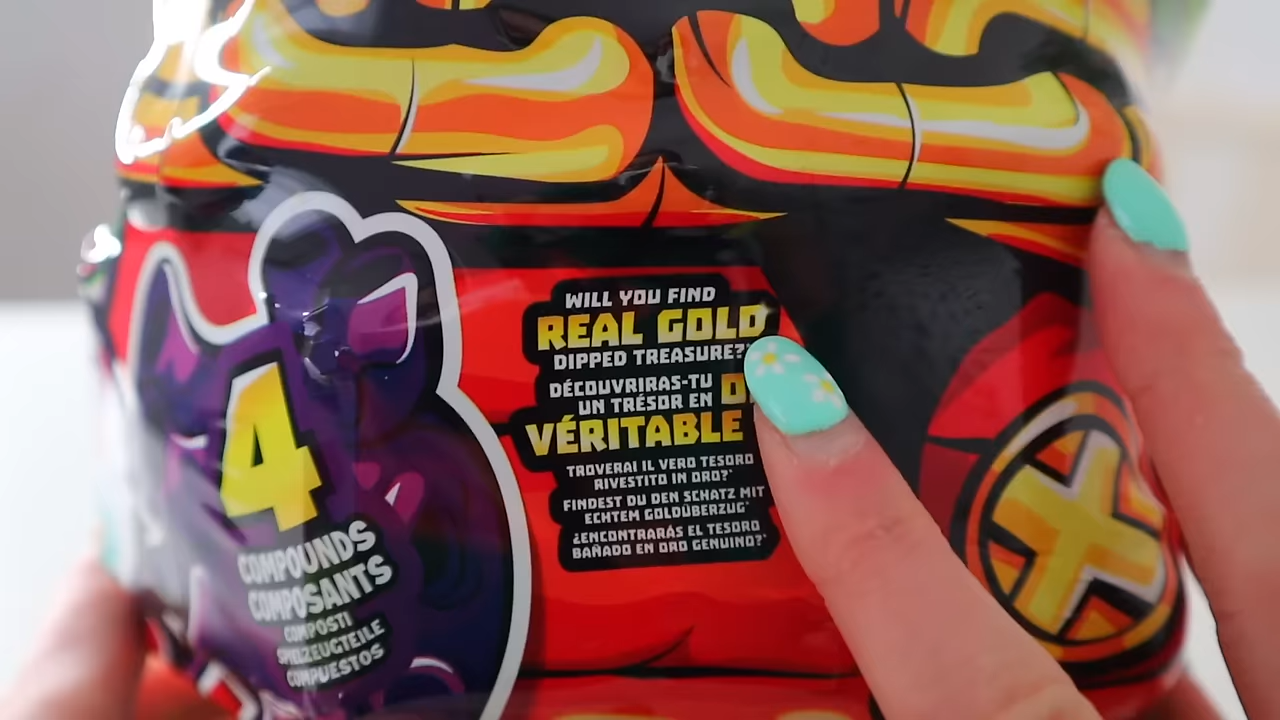 WILL YOU FIND
REAL GOLD
DIPPED TREASURE?*
DÉCOUVRIRAS-TU
UN TRÉSOR EN
VÉRITABLE
TROVERAI IL VERO TESORO
RIVESTITO IN ORO?*
FINDEST DU DEN SCHATZ MIT
ECHTEM GOLDÜBERZUG*
¿ENCONTRARÁS EL TESORO
BAÑADO EN ORO GENUINO?*
4
COMPOUNDS
COMPOSANTS
COMPOSTI
SPIELZEUGTEILE
COMPUESTOS
X